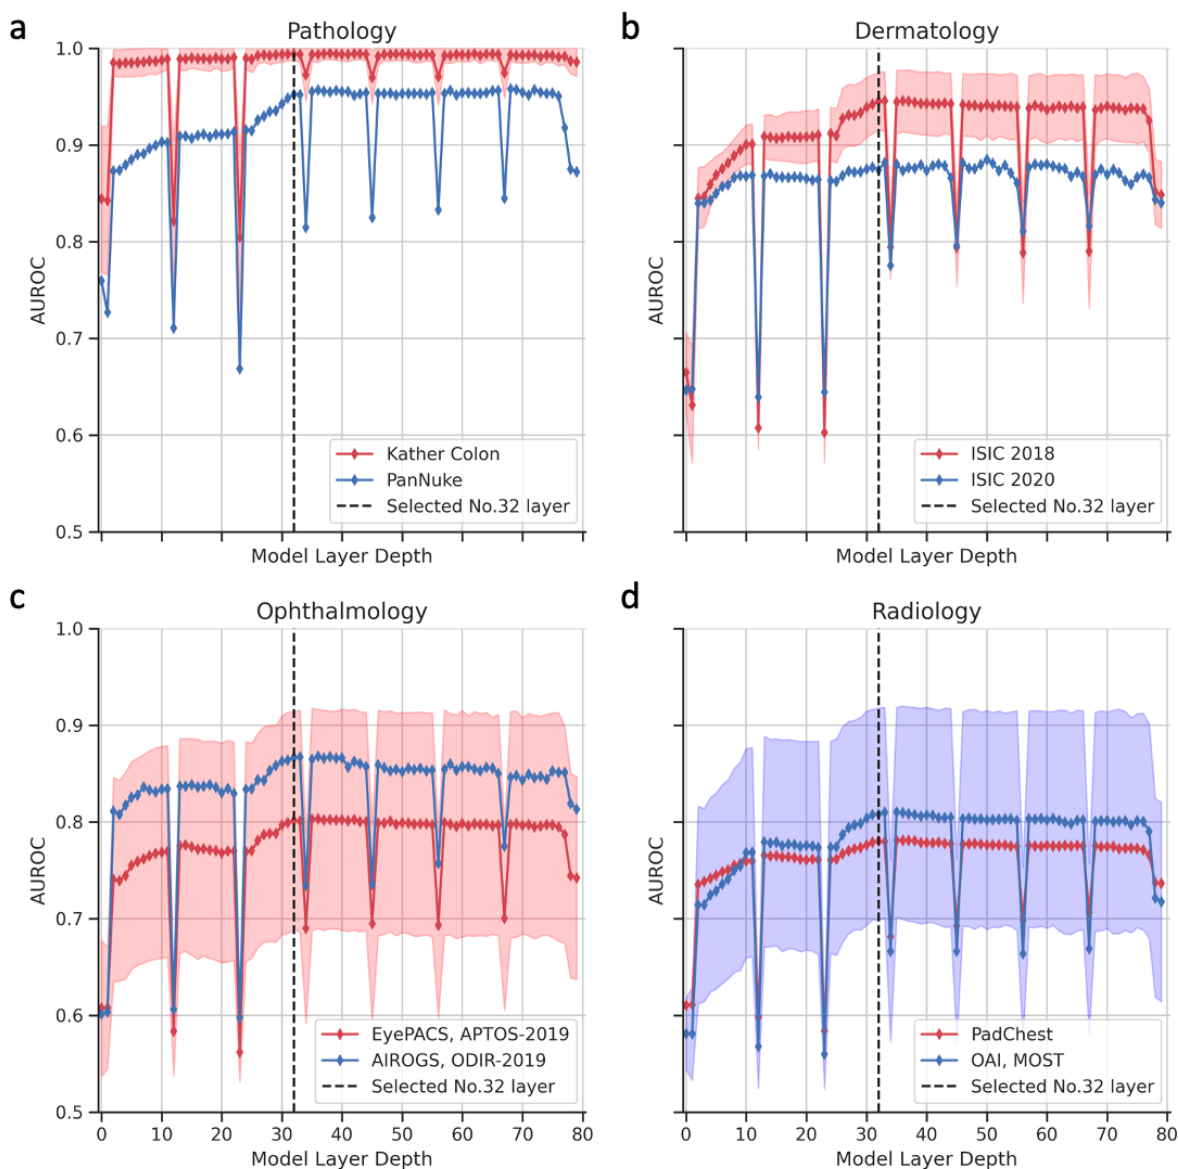 a
Pathology
1.0
0.9
0.8
0.7
0.6
0.5
AUROC
Kather Colon
PanNuke
Selected No.32 layer
Model Layer Depth
b
Dermatology
AUROC
ISIC 2018
ISIC 2020
Selected No.32 layer
Model Layer Depth
c
Ophthalmology
1.0
0.9
0.8
0.7
0.6
0.5
AUROC
EyePACS, APTOS-2019
AIROGS, ODIR-2019
Selected No.32 layer
0 10 20 30 40 50 60 70 80
Model Layer Depth
d
Radiology
AUROC
PadChest
OAI, MOST
Selected No.32 layer
0 10 20 30 40 50 60 70 80
Model Layer Depth